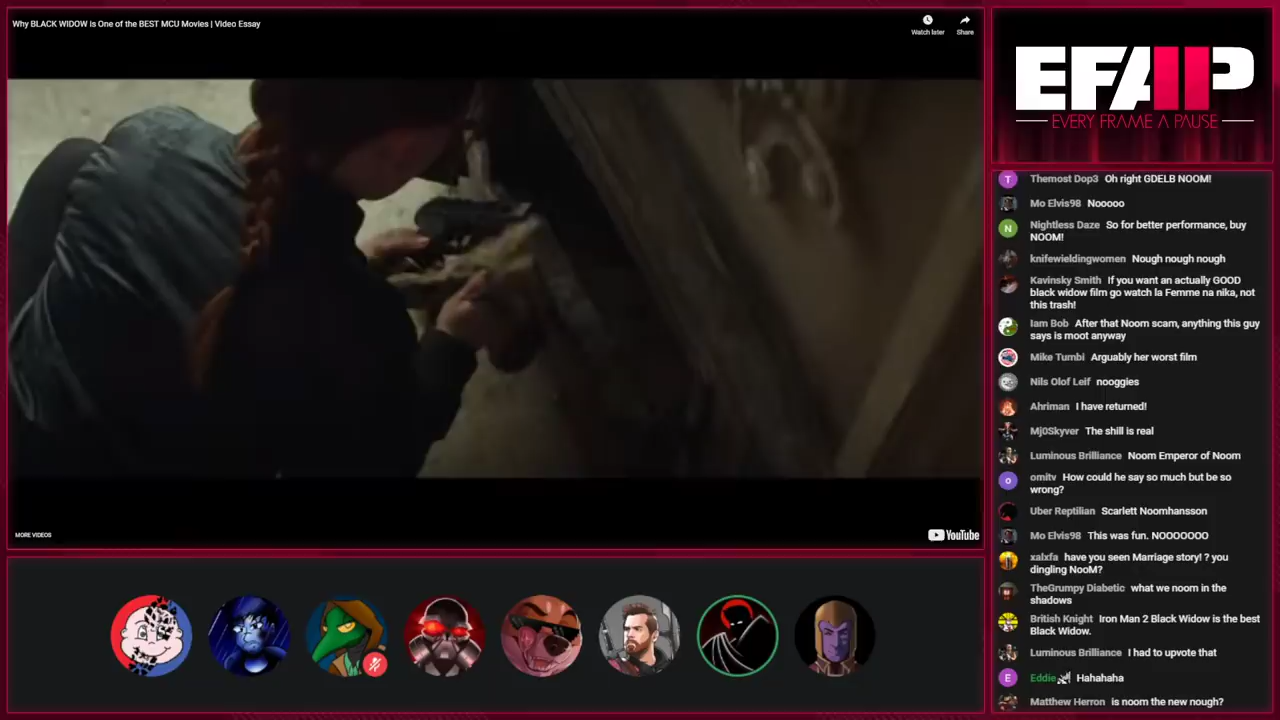 Why BLACK WIDOW is One of the BEST MCU Movies | Video Essay
Watch later
Share
MORE VIDEOS
YouTube
EFAP
EVERY FRAME A PAUSE
T
Themost Dop3 Oh right GDELB NOOM!
Mo Elvis98 Nooooo
N
Nightless Daze So for better performance, buy
NOOM!
knifewieldingwomen Nough nough nough
Kavinsky Smith If you want an actually GOOD
black widow film go watch la Femme na nika, not
this trash!
Iam Bob After that Noom scam, anything this guy
says is moot anyway
Mike Tumbi Arguably her worst film
Nils Olof Leif nooggies
Ahriman I have returned!
Mj0Skyver The shill is real
Luminous Brilliance Noom Emperor of Noom
o
omitv How could he say so much but be so
wrong?
Uber Reptilian Scarlett Noomhansson
Mo Elvis98 This was fun. NOOOOOOO
xalxfa have you seen Marriage story! ? you
dingling NooM?
TheGrumpy Diabetic what we noom in the
shadows
British Knight Iron Man 2 Black Widow is the best
Black Widow.
Luminous Brilliance I had to upvote that
E
Eddie Hahahaha
Matthew Herron is noom the new nough?